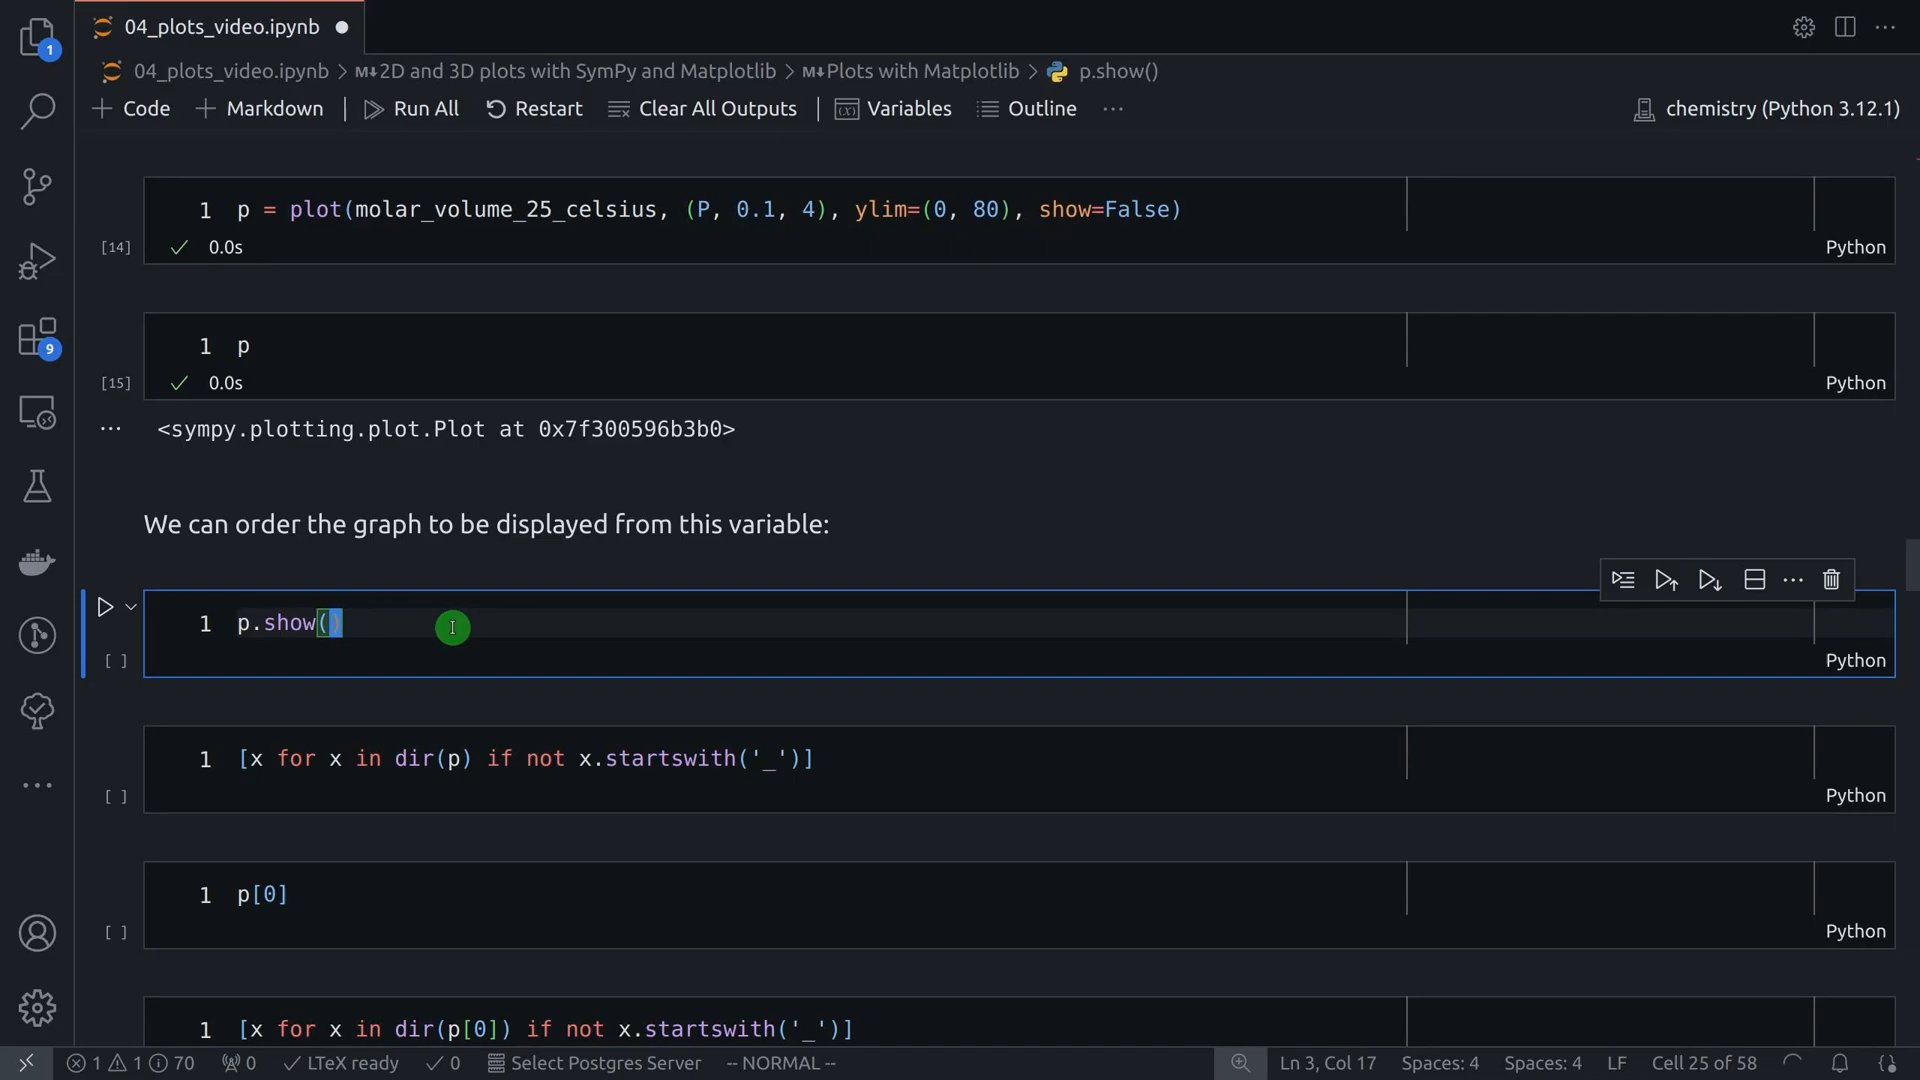 04_plots_video.ipynb
04_plots_video.ipynb > M↓2D and 3D plots with SymPy and Matplotlib > M↓Plots with Matplotlib > p.show()
+ Code + Markdown | Run All Restart Clear All Outputs | Variables Outline ··· chemistry (Python 3.12.1)
1
9
1 p = plot(molar_volume_25_celsius, (P, 0.1, 4), ylim=(0, 80), show=False)
[14] ✓ 0.0s Python
1 p
[15] ✓ 0.0s Python
··· <sympy.plotting.plot.Plot at 0x7f300596b3b0>
We can order the graph to be displayed from this variable:
1 p.show()
[ ] Python
1 [x for x in dir(p) if not x.startswith('_')]
[ ] Python
1 p[0]
[ ] Python
1 [x for x in dir(p[0]) if not x.startswith('_')]
1 1 70 0 ✓ LTeX ready ✓ 0 Select Postgres Server -- NORMAL -- Ln 3, Col 17 Spaces: 4 Spaces: 4 LF Cell 25 of 58